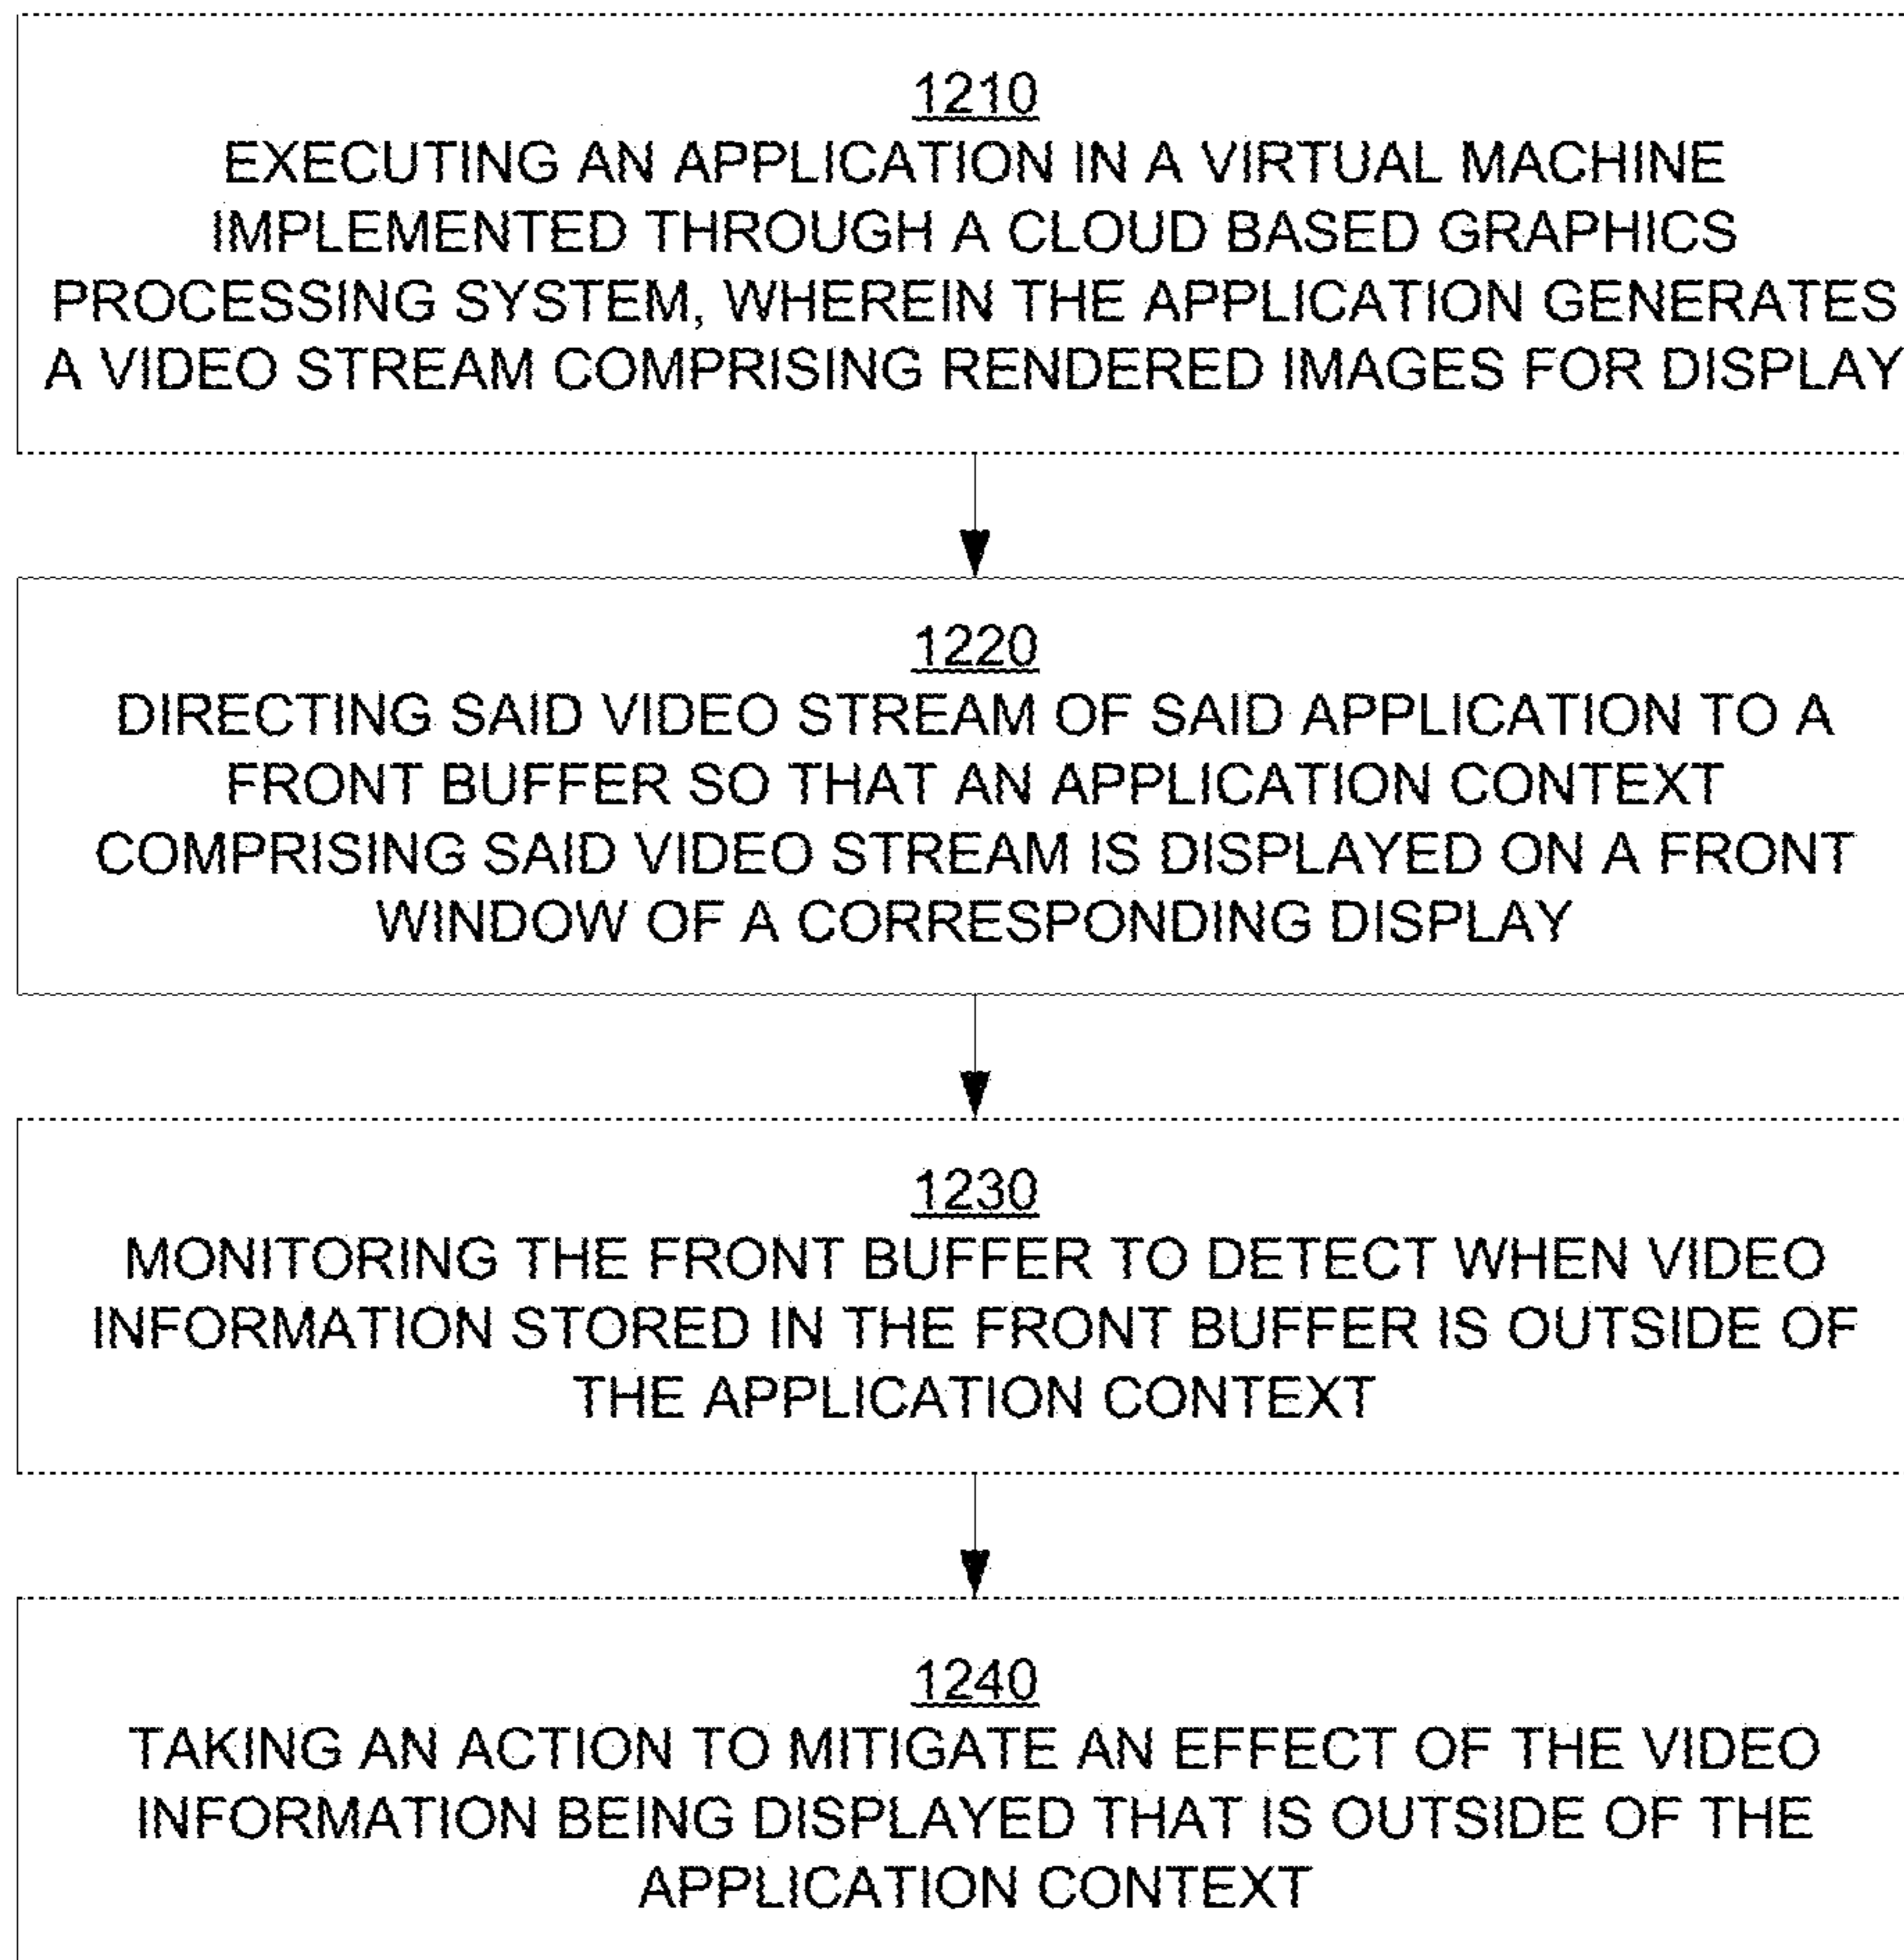 1210
EXECUTING AN APPLICATION IN A VIRTUAL MACHINE
IMPLEMENTED THROUGH A CLOUD BASED GRAPHICS
PROCESSING SYSTEM, WHEREIN THE APPLICATION GENERATES
A VIDEO STREAM COMPRISING RENDERED IMAGES FOR DISPLAY
1220
DIRECTING SAID VIDEO STREAM OF SAID APPLICATION TO A
FRONT BUFFER SO THAT AN APPLICATION CONTEXT
COMPRISING SAID VIDEO STREAM IS DISPLAYED ON A FRONT
WINDOW OF A CORRESPONDING DISPLAY
1230
MONITORING THE FRONT BUFFER TO DETECT WHEN VIDEO
INFORMATION STORED IN THE FRONT BUFFER IS OUTSIDE OF
THE APPLICATION CONTEXT
1240
TAKING AN ACTION TO MITIGATE AN EFFECT OF THE VIDEO
INFORMATION BEING DISPLAYED THAT IS OUTSIDE OF THE
APPLICATION CONTEXT